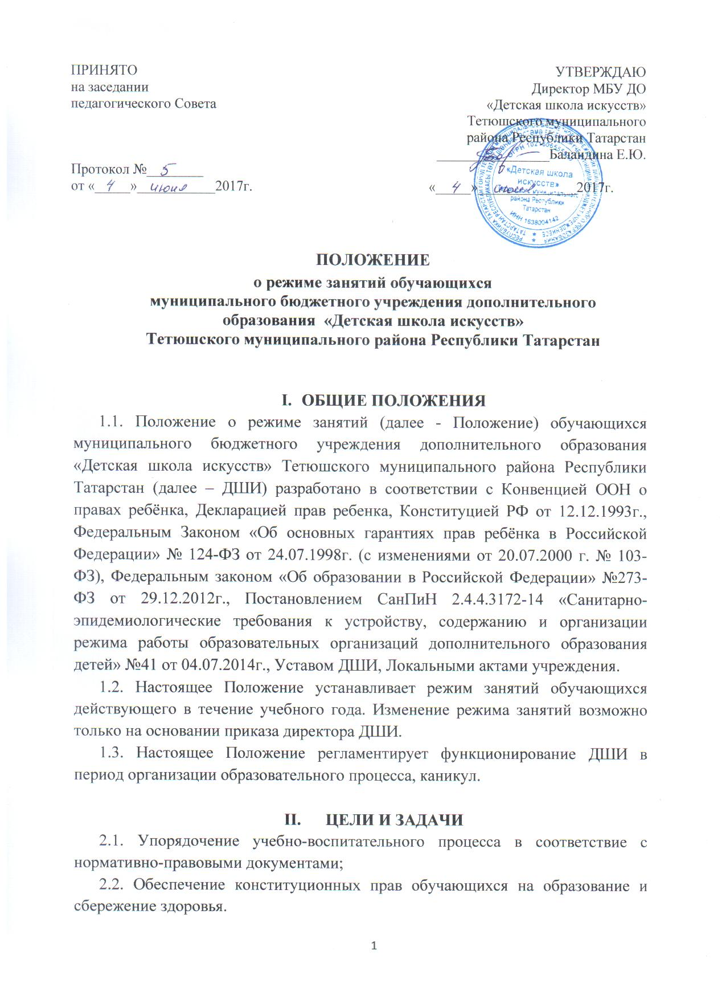 ПРИНЯТО
на заседании
педагогического Совета
Протокол № 5
от « 4 » июля 2017г.
УТВЕРЖДАЮ
Директор МБУ ДО
«Детская школа искусств»
Тетюшского муниципального
района Республики Татарстан
Баландина Е.Ю.
« 4 » июля 2017г.
«Детская школа
искусств»
Тетюшского муниципального
района Республики
Татарстан
ИНН 1638004142
ПОЛОЖЕНИЕ
о режиме занятий обучающихся
муниципального бюджетного учреждения дополнительного
образования «Детская школа искусств»
Тетюшского муниципального района Республики Татарстан
I. ОБЩИЕ ПОЛОЖЕНИЯ
1.1. Положение о режиме занятий (далее - Положение) обучающихся
муниципального бюджетного учреждения дополнительного образования
«Детская школа искусств» Тетюшского муниципального района Республики
Татарстан (далее – ДШИ) разработано в соответствии с Конвенцией ООН о
правах ребёнка, Декларацией прав ребенка, Конституцией РФ от 12.12.1993г.,
Федеральным Законом «Об основных гарантиях прав ребёнка в Российской
Федерации» № 124-ФЗ от 24.07.1998г. (с изменениями от 20.07.2000 г. № 103-
ФЗ), Федеральным законом «Об образовании в Российской Федерации» №273-
ФЗ от 29.12.2012г., Постановлением СанПиН 2.4.4.3172-14 «Санитарно-
эпидемиологические требования к устройству, содержанию и организации
режима работы образовательных организаций дополнительного образования
детей» №41 от 04.07.2014г., Уставом ДШИ, Локальными актами учреждения.
1.2. Настоящее Положение устанавливает режим занятий обучающихся
действующего в течение учебного года. Изменение режима занятий возможно
только на основании приказа директора ДШИ.
1.3. Настоящее Положение регламентирует функционирование ДШИ в
период организации образовательного процесса, каникул.
II. ЦЕЛИ И ЗАДАЧИ
2.1. Упорядочение учебно-воспитательного процесса в соответствие с
нормативно-правовыми документами;
2.2. Обеспечение конституционных прав обучающихся на образование и
сбережение здоровья.
1